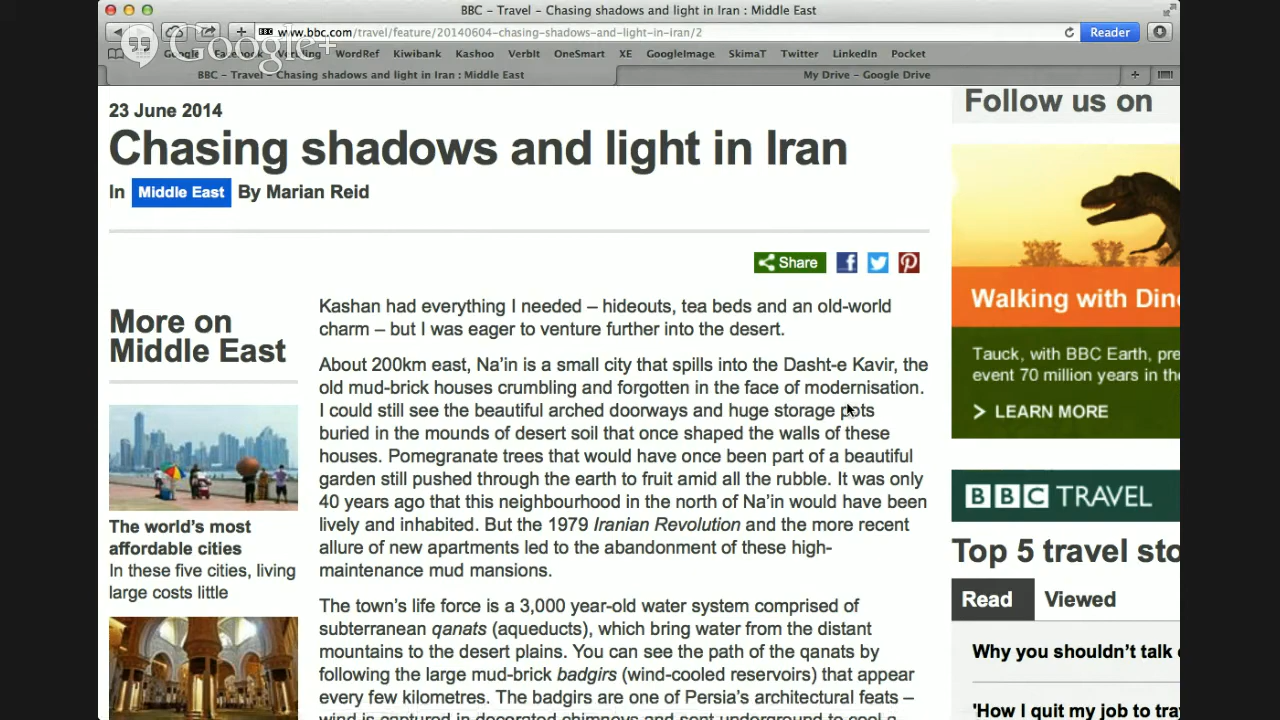 BBC – Travel – Chasing shadows and light in Iran : Middle East
www.bbc.com/travel/feature/20140604-chasing-shadows-and-light-in-iran/2
Reader
Google+
WordRef Kiwibank Kashoo Verbit OneSmart XE GoogleImage SkimaT Twitter LinkedIn Pocket
BBC – Travel – Chasing shadows and light in Iran : Middle East
My Drive – Google Drive
23 June 2014
Chasing shadows and light in Iran
In Middle East By Marian Reid
Share
More on
Middle East
The world's most
affordable cities
In these five cities, living
large costs little
Kashan had everything I needed – hideouts, tea beds and an old-world
charm – but I was eager to venture further into the desert.
About 200km east, Na'in is a small city that spills into the Dasht-e Kavir, the
old mud-brick houses crumbling and forgotten in the face of modernisation.
I could still see the beautiful arched doorways and huge storage pots
buried in the mounds of desert soil that once shaped the walls of these
houses. Pomegranate trees that would have once been part of a beautiful
garden still pushed through the earth to fruit amid all the rubble. It was only
40 years ago that this neighbourhood in the north of Na'in would have been
lively and inhabited. But the 1979 Iranian Revolution and the more recent
allure of new apartments led to the abandonment of these high-
maintenance mud mansions.
The town's life force is a 3,000 year-old water system comprised of
subterranean qanats (aqueducts), which bring water from the distant
mountains to the desert plains. You can see the path of the qanats by
following the large mud-brick badgirs (wind-cooled reservoirs) that appear
every few kilometres. The badgirs are one of Persia's architectural feats –
wind is captured in decorated chimneys and sent underground to cool a
Follow us on
Walking with Din
Tauck, with BBC Earth, pre
event 70 million years in the
> LEARN MORE
BBC TRAVEL
Top 5 travel sto
Read Viewed
Why you shouldn't talk
'How I quit my job to tra